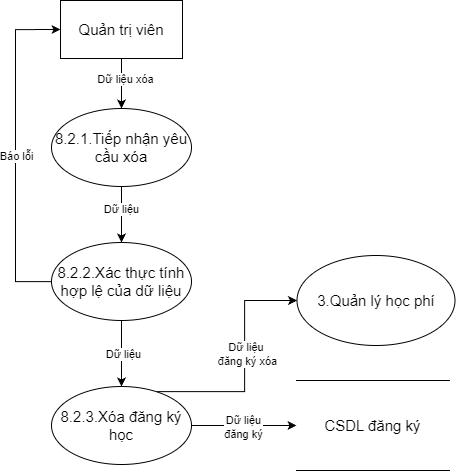 Quản trị viên
Dữ liệu xóa
8.2.1.Tiếp nhận yêu
cầu xóa
Báo lỗi
Dữ liệu
8.2.2.Xác thực tính
hợp lệ của dữ liệu
3.Quản lý học phí
Dữ liệu
Dữ liệu
đăng ký xóa
8.2.3.Xóa đăng ký
học
Dữ liệu
đăng ký
CSDL đăng ký